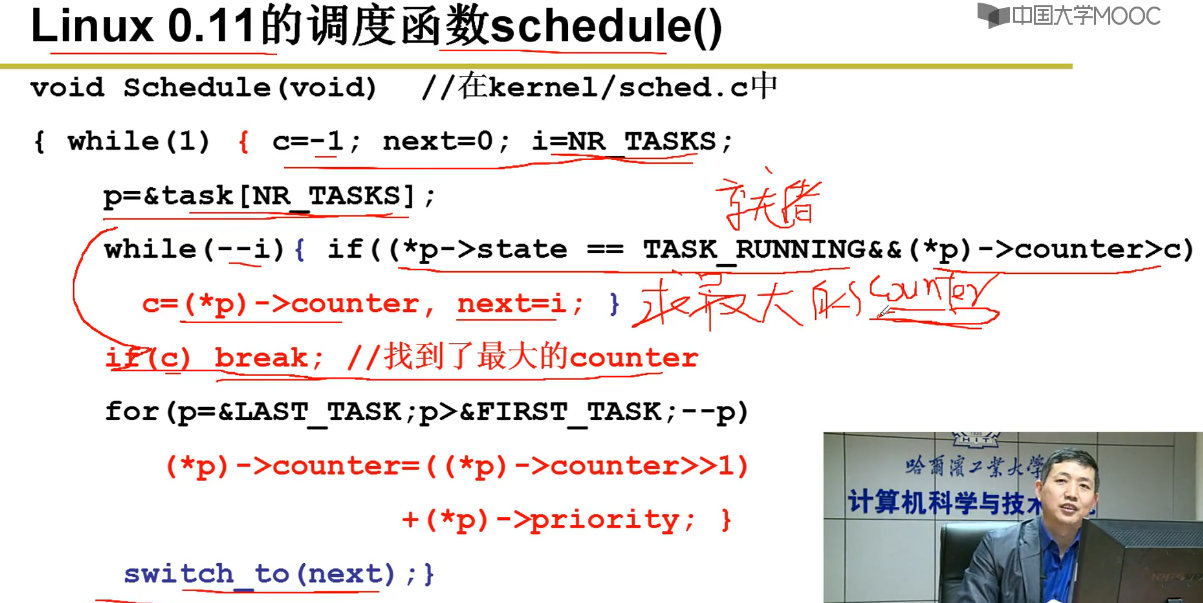 Linux 0.11的调度函数schedule()
中国大学MOOC
void Schedule(void) //在kernel/sched.c中
{ while(1) { c=-1; next=0; i=NR_TASKS;
p=&task[NR_TASKS];
就绪
while(--i){ if((*p->state == TASK_RUNNING&&(*p)->counter>c)
c=(*p)->counter, next=i; }
求最大的counter
if(c) break; //找到了最大的counter
for(p=&LAST_TASK;p>&FIRST_TASK;--p)
(*p)->counter=((*p)->counter>>1)
+(*p)->priority; }
switch_to(next);}
哈尔滨工业大学
计算机科学与技术